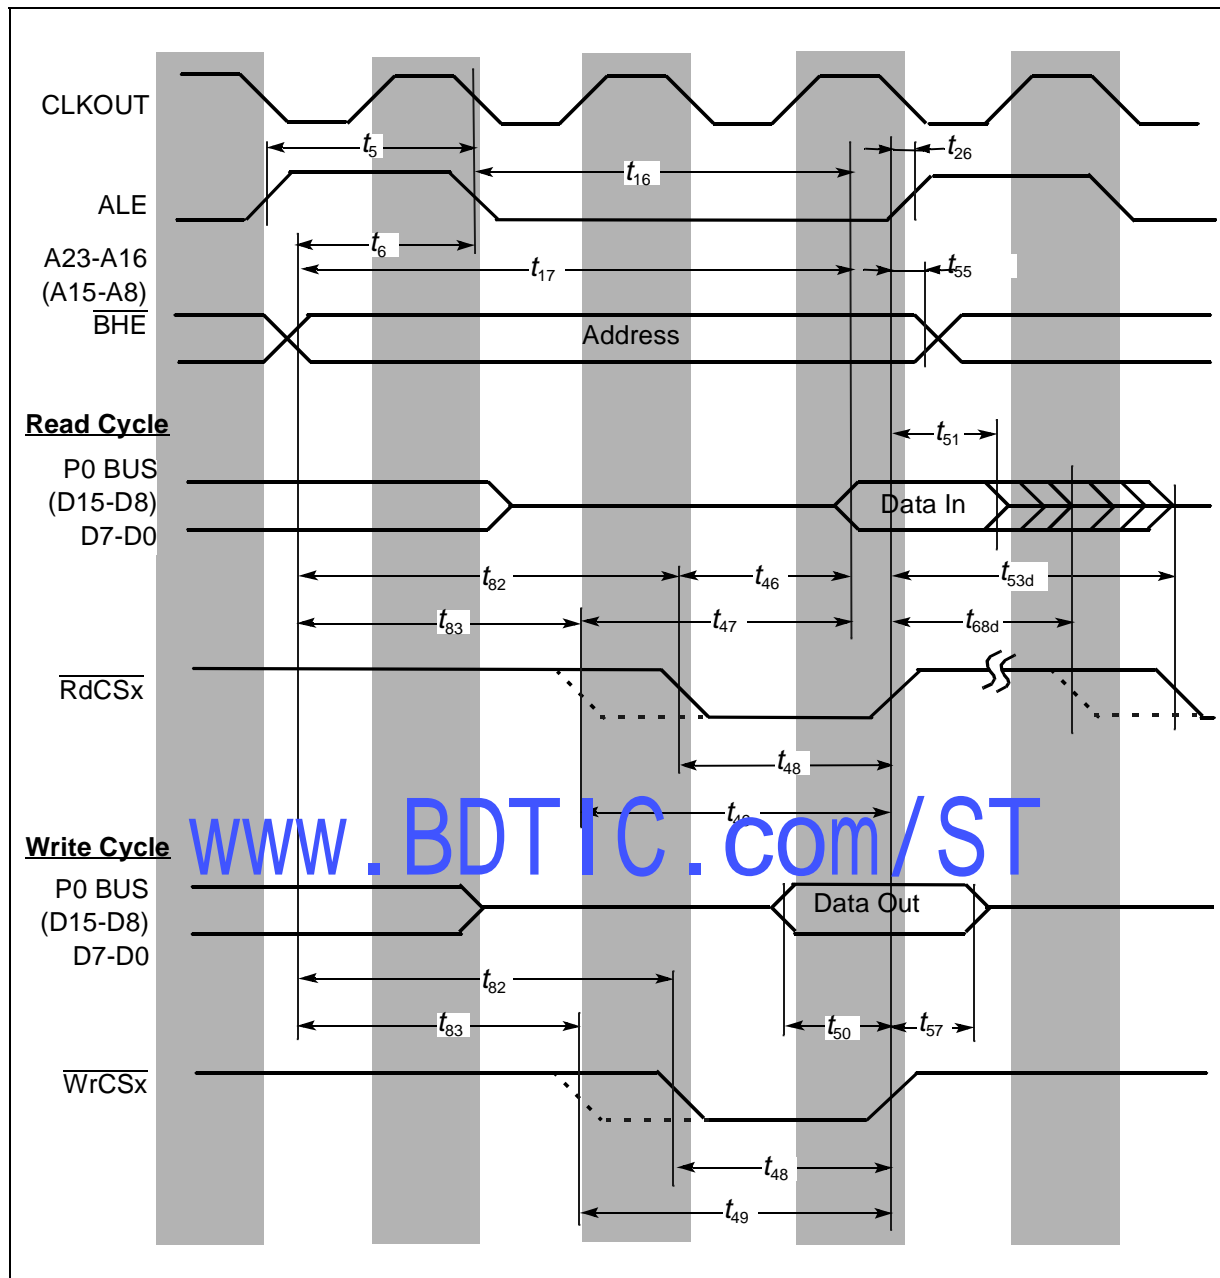 CLKOUT
t5
t26
t16
ALE
t6
A23-A16
t17
t55
(A15-A8)
BHE
Address
Read Cycle
t51
P0 BUS
(D15-D8)
Data In
D7-D0
t82
t46
t53d
t83
t47
t68d
RdCSx
t48
www.BDTIC.com/ST
Write Cycle
P0 BUS
(D15-D8)
Data Out
D7-D0
t82
t83
t50
t57
WrCSx
t48
t49